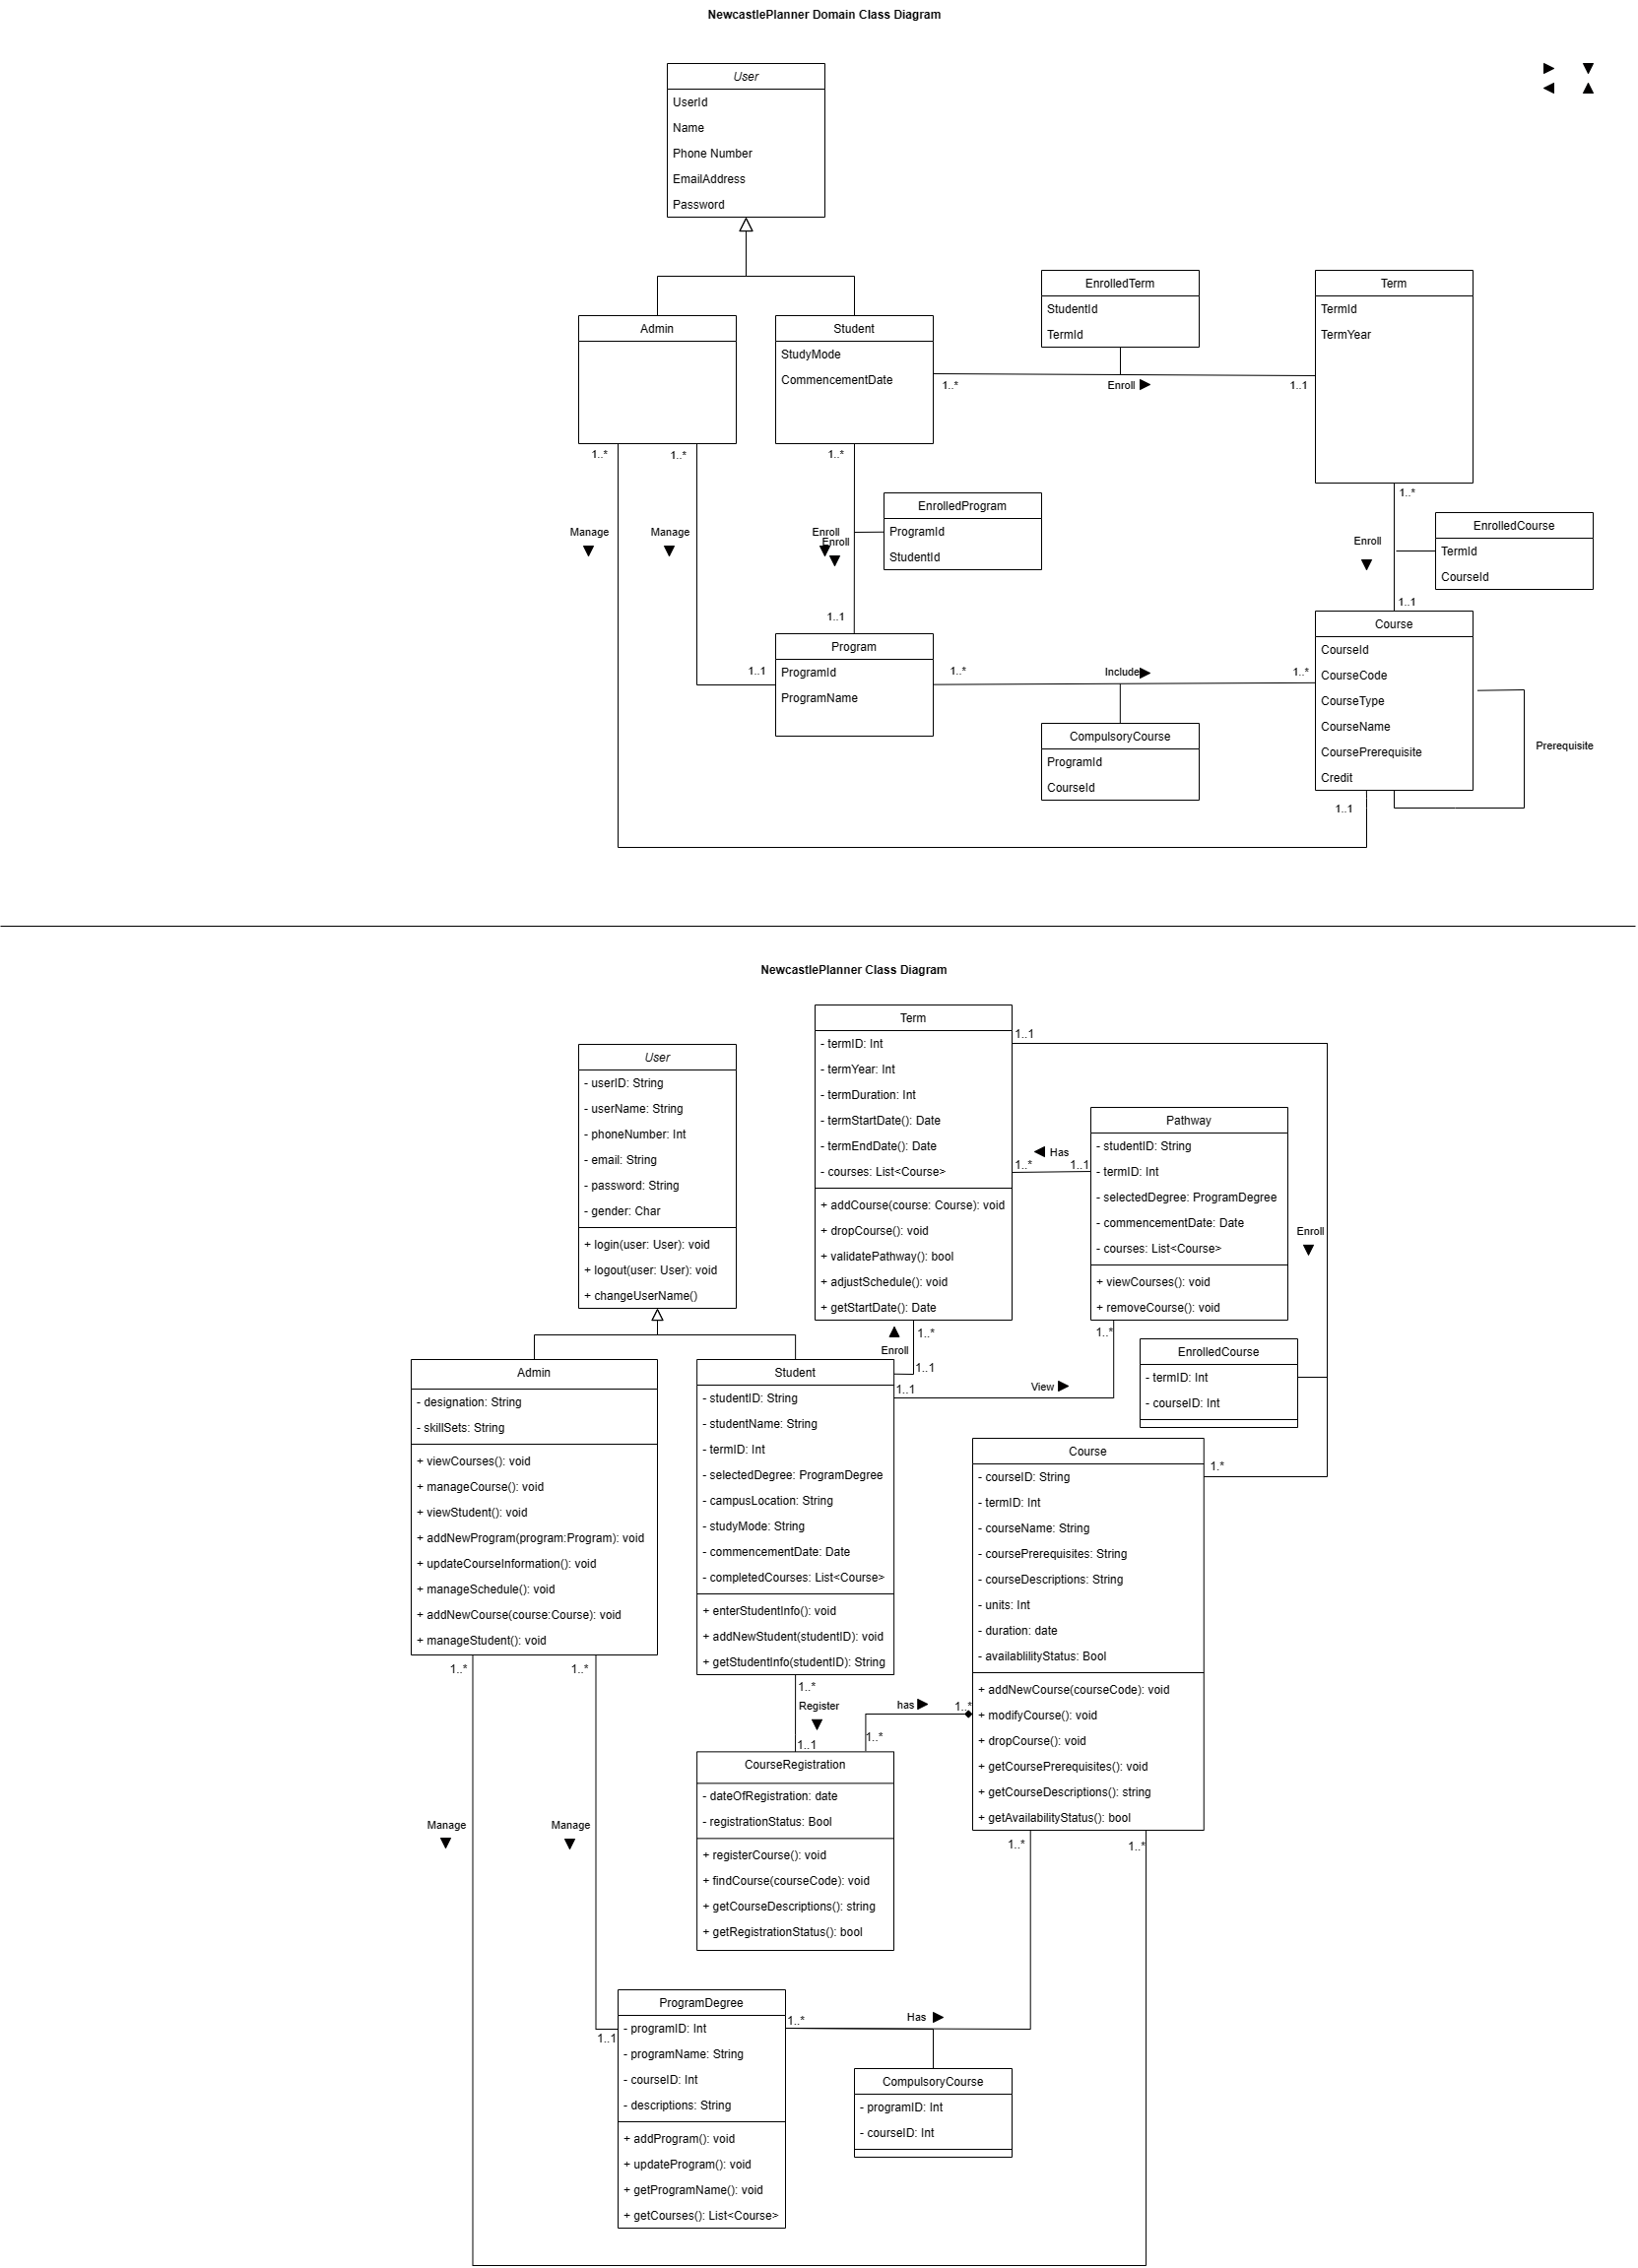 NewcastlePlanner Domain Class Diagram
User
UserId
Name
Phone Number
EmailAddress
Password
Admin
Student
StudyMode
CommencementDate
EnrolledTerm
StudentId
TermId
Term
TermId
TermYear
1..*
Enroll
1..1
1..*
1..*
1..*
1..*
Manage
Manage
Enroll
Enroll
EnrolledProgram
ProgramId
StudentId
Enroll
EnrolledCourse
TermId
CourseId
1..1
1..1
Program
ProgramId
ProgramName
1..1
1..*
Include
1..*
CompulsoryCourse
ProgramId
CourseId
Course
CourseId
CourseCode
CourseType
CourseName
CoursePrerequisite
Credit
Prerequisite
1..1
NewcastlePlanner Class Diagram
Term
- termID: Int
- termYear: Int
- termDuration: Int
- termStartDate(): Date
- termEndDate(): Date
- courses: List<Course>
+ addCourse(course: Course): void
+ dropCourse(): void
+ validatePathway(): bool
+ adjustSchedule(): void
+ getStartDate(): Date
1..1
User
- userID: String
- userName: String
- phoneNumber: Int
- email: String
- password: String
- gender: Char
+ login(user: User): void
+ logout(user: User): void
+ changeUserName()
Has
1..*
1..1
Pathway
- studentID: String
- termID: Int
- selectedDegree: ProgramDegree
- commencementDate: Date
- courses: List<Course>
+ viewCourses(): void
+ removeCourse(): void
Enroll
1..*
Enroll
1..1
1..*
1..1
View
EnrolledCourse
- termID: Int
- courseID: Int
Admin
- designation: String
- skillSets: String
+ viewCourses(): void
+ manageCourse(): void
+ viewStudent(): void
+ addNewProgram(program:Program): void
+ updateCourseInformation(): void
+ manageSchedule(): void
+ addNewCourse(course:Course): void
+ manageStudent(): void
Student
- studentID: String
- studentName: String
- termID: Int
- selectedDegree: ProgramDegree
- campusLocation: String
- studyMode: String
- commencementDate: Date
- completedCourses: List<Course>
+ enterStudentInfo(): void
+ addNewStudent(studentID): void
+ getStudentInfo(studentID): String
Course
- courseID: String
- termID: Int
- courseName: String
- coursePrerequisites: String
- courseDescriptions: String
- units: Int
- duration: date
- availablilityStatus: Bool
+ addNewCourse(courseCode): void
+ modifyCourse(): void
+ dropCourse(): void
+ getCoursePrerequisites(): void
+ getCourseDescriptions(): string
+ getAvailabilityStatus(): bool
1.*
1..*
1..*
1..*
Register
1..1
has
1..*
1..*
CourseRegistration
- dateOfRegistration: date
- registrationStatus: Bool
+ registerCourse(): void
+ findCourse(courseCode): void
+ getCourseDescriptions(): string
+ getRegistrationStatus(): bool
Manage
Manage
1..*
1..*
ProgramDegree
- programID: Int
- programName: String
- courseID: Int
- descriptions: String
+ addProgram(): void
+ updateProgram(): void
+ getProgramName(): void
+ getCourses(): List<Course>
1..1
1..*
Has
CompulsoryCourse
- programID: Int
- courseID: Int